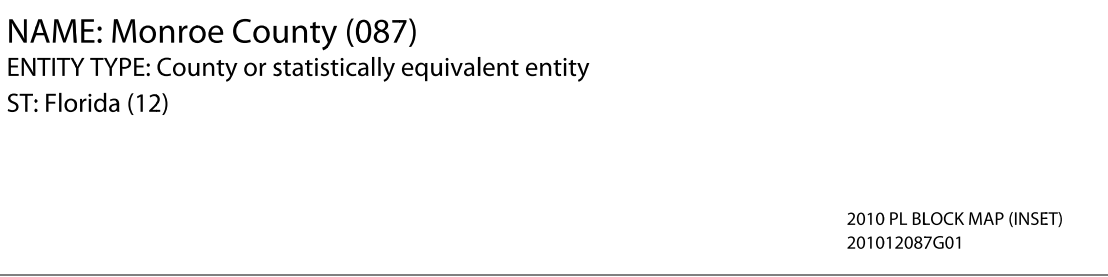 NAME: Monroe County (087)
ENTITY TYPE: County or statistically equivalent entity
ST: Florida (12)
2010 PL BLOCK MAP (INSET)
201012087G01